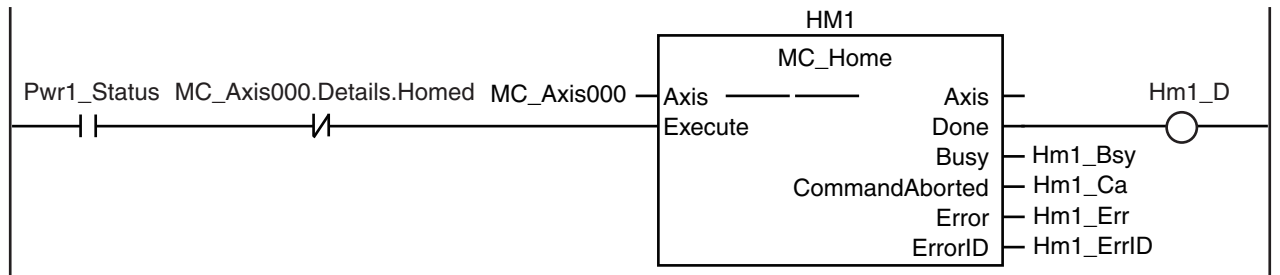 HM1
MC_Home
Pwr1_Status MC_Axis000.Details.Homed MC_Axis000 Axis Axis Hm1_D
Execute Done
Busy Hm1_Bsy
CommandAborted Hm1_Ca
Error Hm1_Err
ErrorID Hm1_ErrID